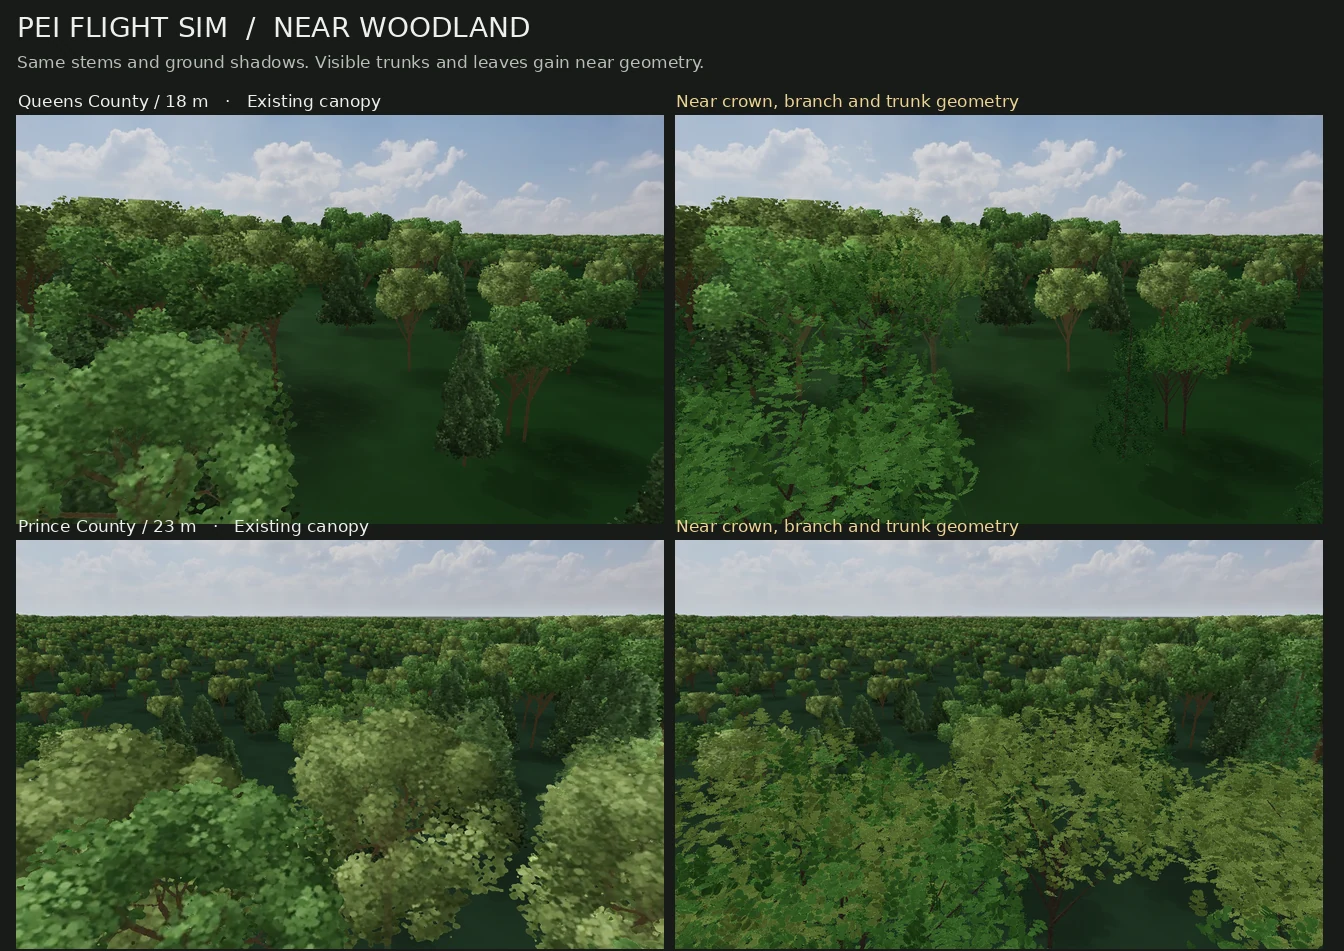 PEI FLIGHT SIM / NEAR WOODLAND
Same stems and ground shadows. Visible trunks and leaves gain near geometry.
Queens County / 18 m · Existing canopy
Near crown, branch and trunk geometry
Prince County / 23 m · Existing canopy
Near crown, branch and trunk geometry